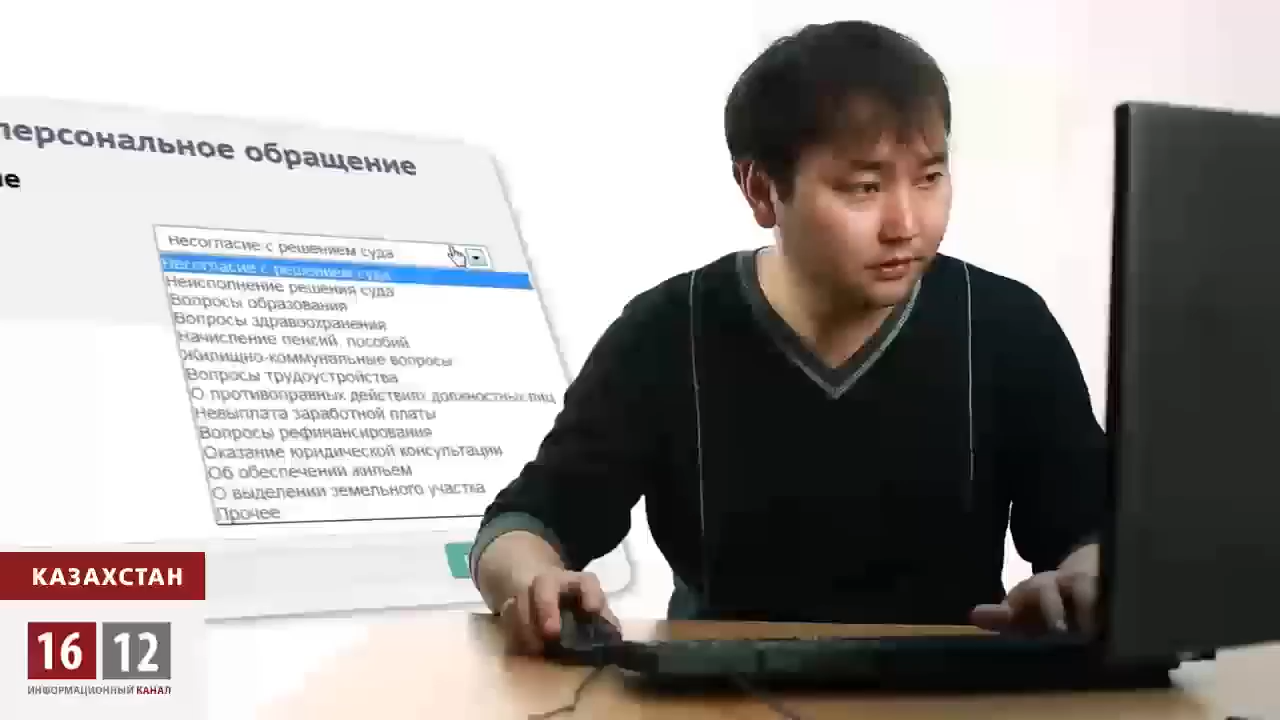 персональное обращение
ие
Несогласие с решением суда
Несогласие с решением суда
Неисполнение решения суда
Вопросы образования
Вопросы здравоохранения
Начисление пенсий, пособий
Жилищно-коммунальные вопросы
Вопросы трудоустройства
О противоправных действиях должностных лиц
Невыплата заработной платы
Вопросы рефинансирования
Оказание юридической консультации
Об обеспечении жильем
О выделении земельного участка
Прочее
КАЗАХСТАН
16 12
ИНФОРМАЦИОННЫЙ КАНАЛ